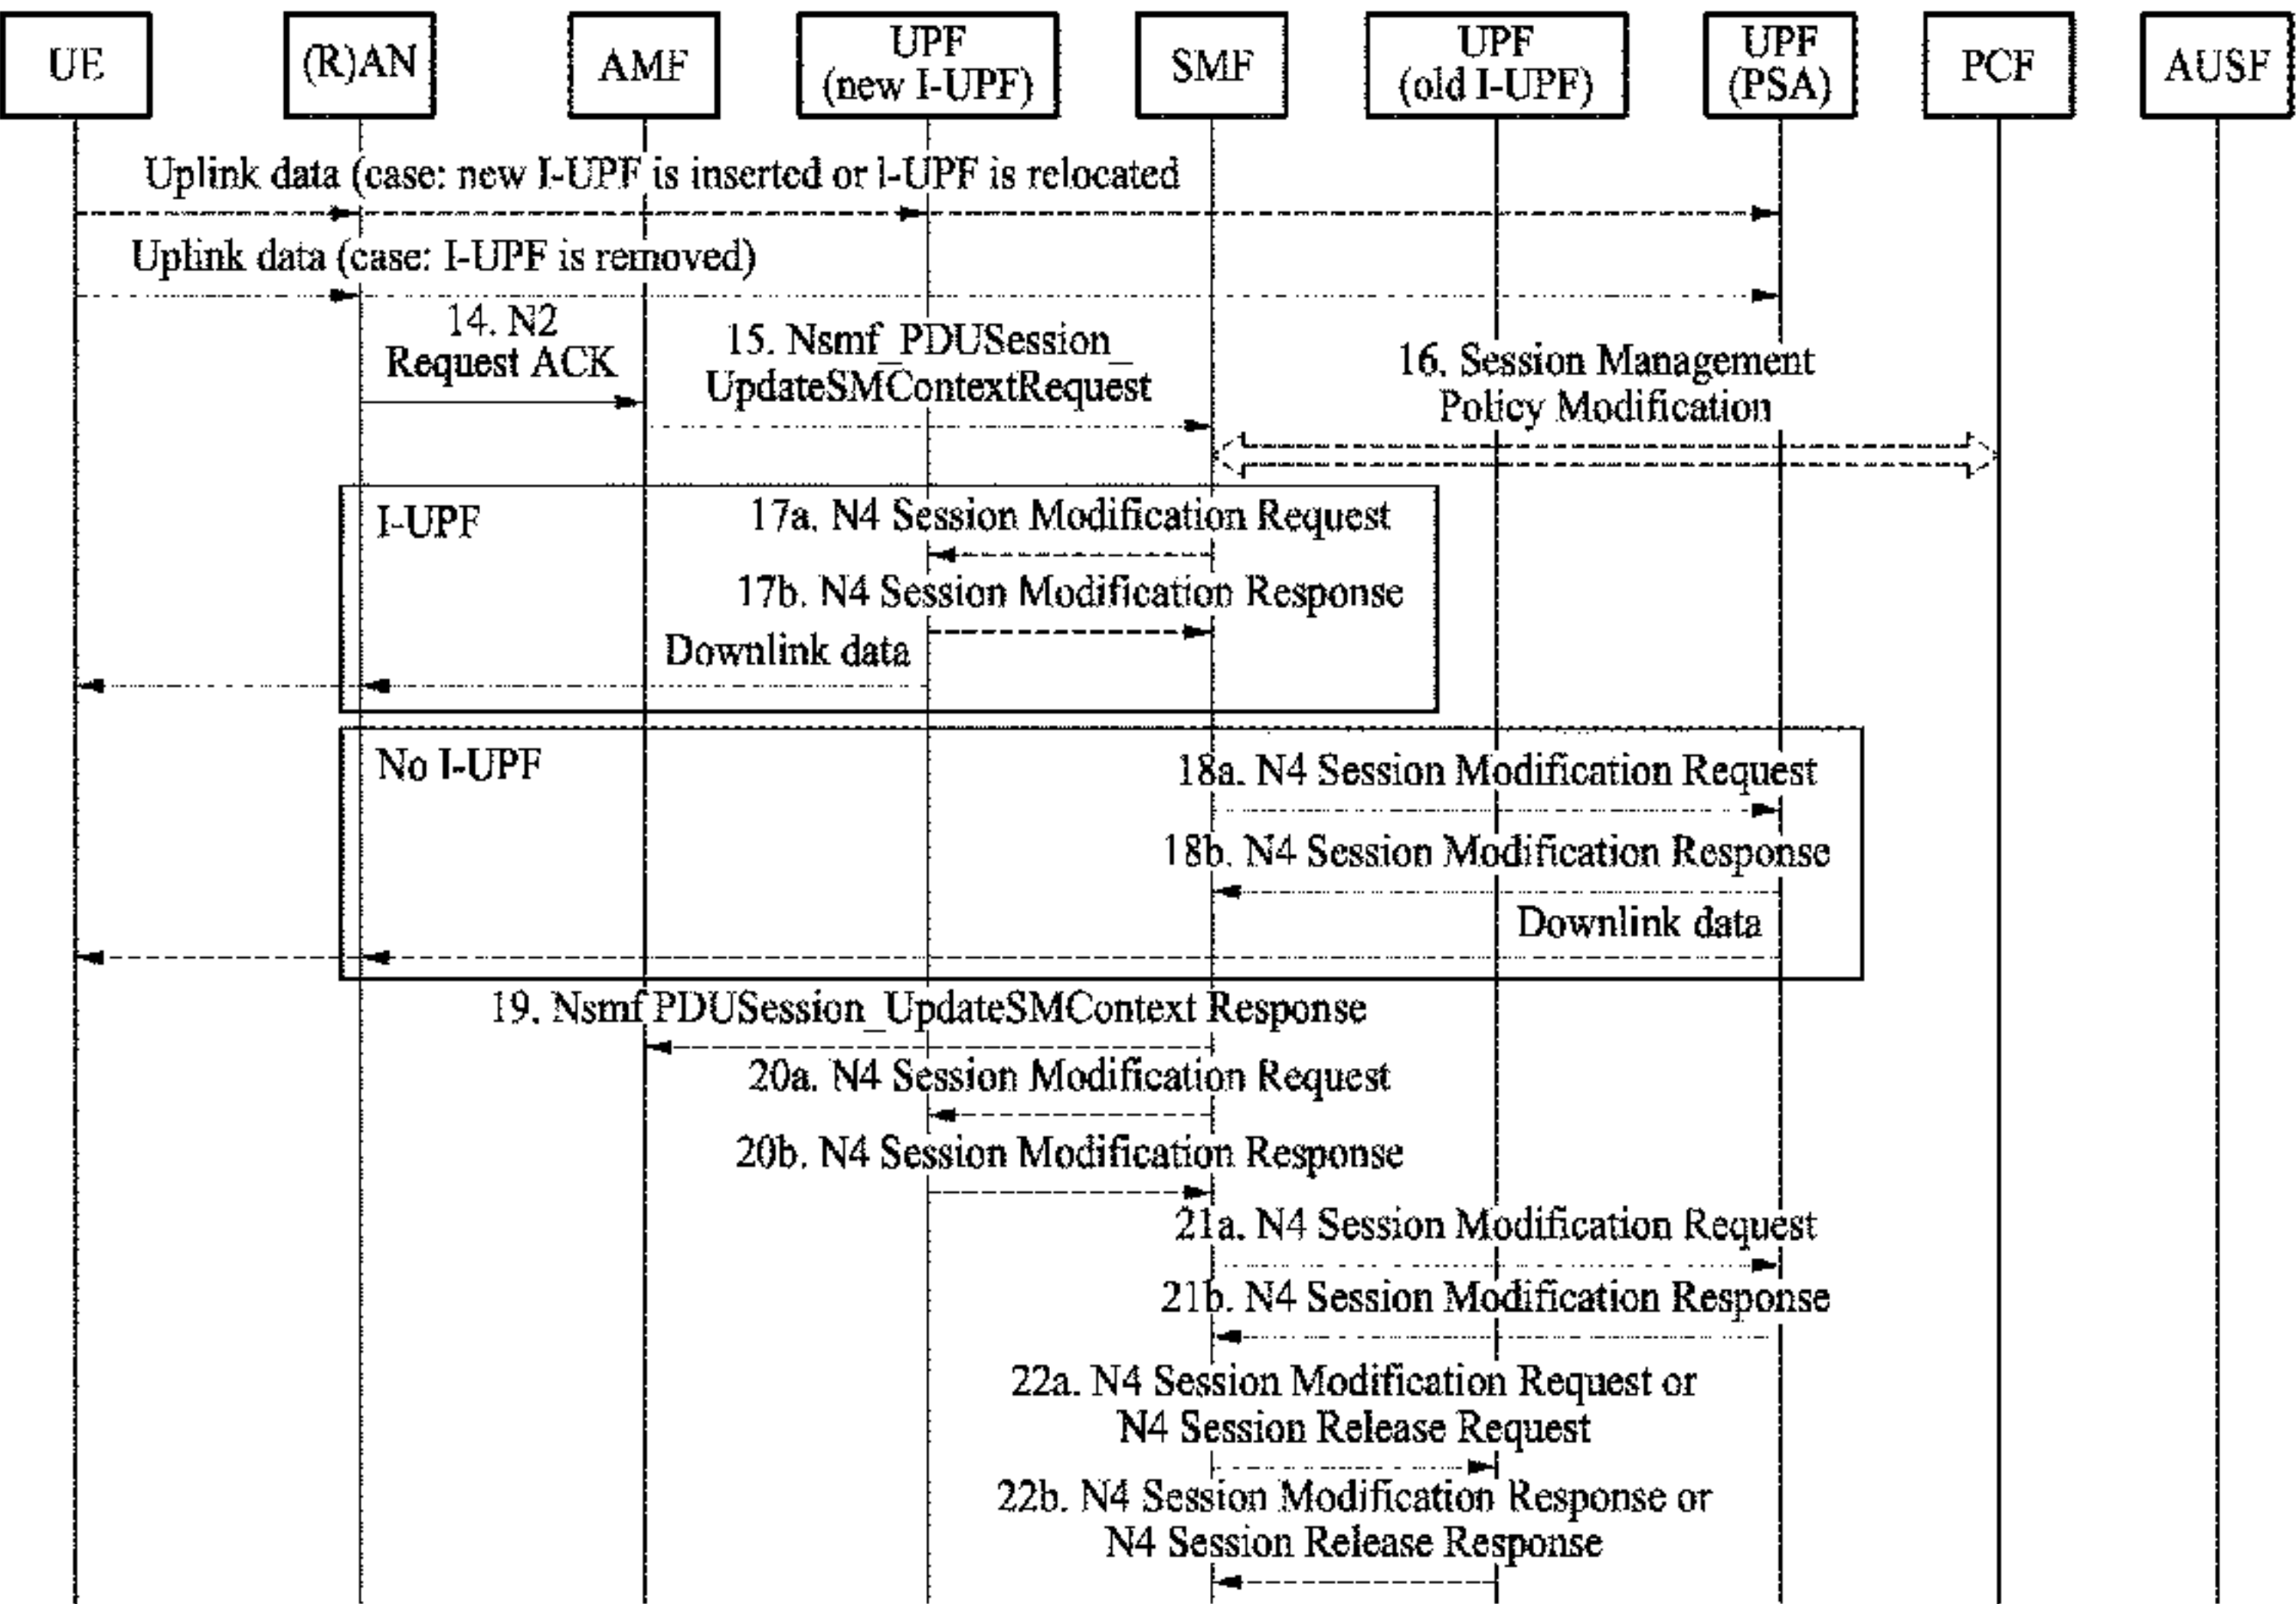 UE
(R)AN
AMF
UPF
(new I-UPF)
SMF
UPF
(old I-UPF)
UPF
(PSA)
PCF
AUSF
Uplink data (case: new I-UPF is inserted or I-UPF is relocated
Uplink data (case: I-UPF is removed)
14. N2
Request ACK
15. Nsmf_PDUSession_
UpdateSMContextRequest
16. Session Management
Policy Modification
I-UPF
17a. N4 Session Modification Request
17b. N4 Session Modification Response
Downlink data
No I-UPF
18a. N4 Session Modification Request
18b. N4 Session Modification Response
Downlink data
19. Nsmf PDUSession_UpdateSMContext Response
20a. N4 Session Modification Request
20b. N4 Session Modification Response
21a. N4 Session Modification Request
21b. N4 Session Modification Response
22a. N4 Session Modification Request or
N4 Session Release Request
22b. N4 Session Modification Response or
N4 Session Release Response